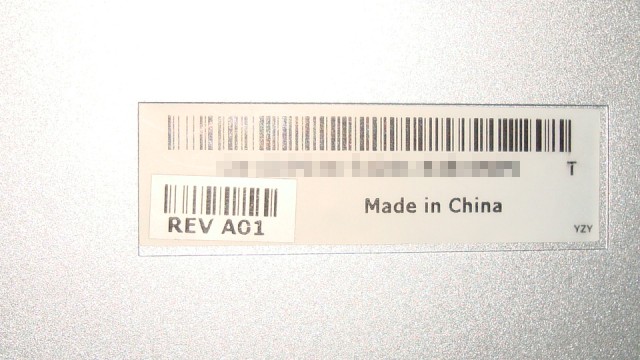 T
REV A01
Made in China
YZY